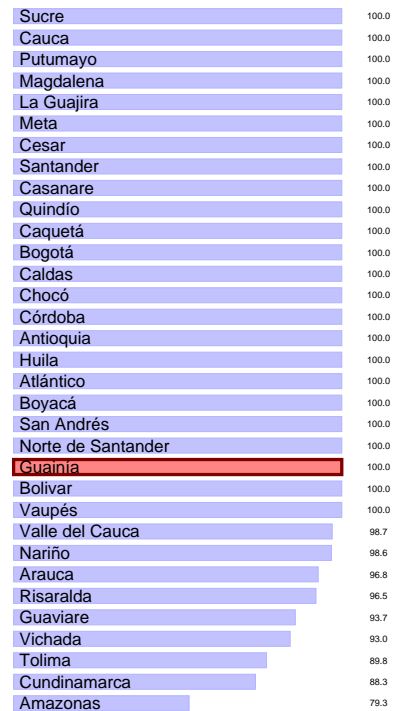 Sucre 100.0
Cauca 100.0
Putumayo 100.0
Magdalena 100.0
La Guajira 100.0
Meta 100.0
Cesar 100.0
Santander 100.0
Casanare 100.0
Quindío 100.0
Caquetá 100.0
Bogotá 100.0
Caldas 100.0
Chocó 100.0
Córdoba 100.0
Antioquia 100.0
Huila 100.0
Atlántico 100.0
Boyacá 100.0
San Andrés 100.0
Norte de Santander 100.0
Guainía 100.0
Bolivar 100.0
Vaupés 100.0
Valle del Cauca 98.7
Nariño 98.6
Arauca 96.8
Risaralda 96.5
Guaviare 93.7
Vichada 93.0
Tolima 89.8
Cundinamarca 88.3
Amazonas 79.3